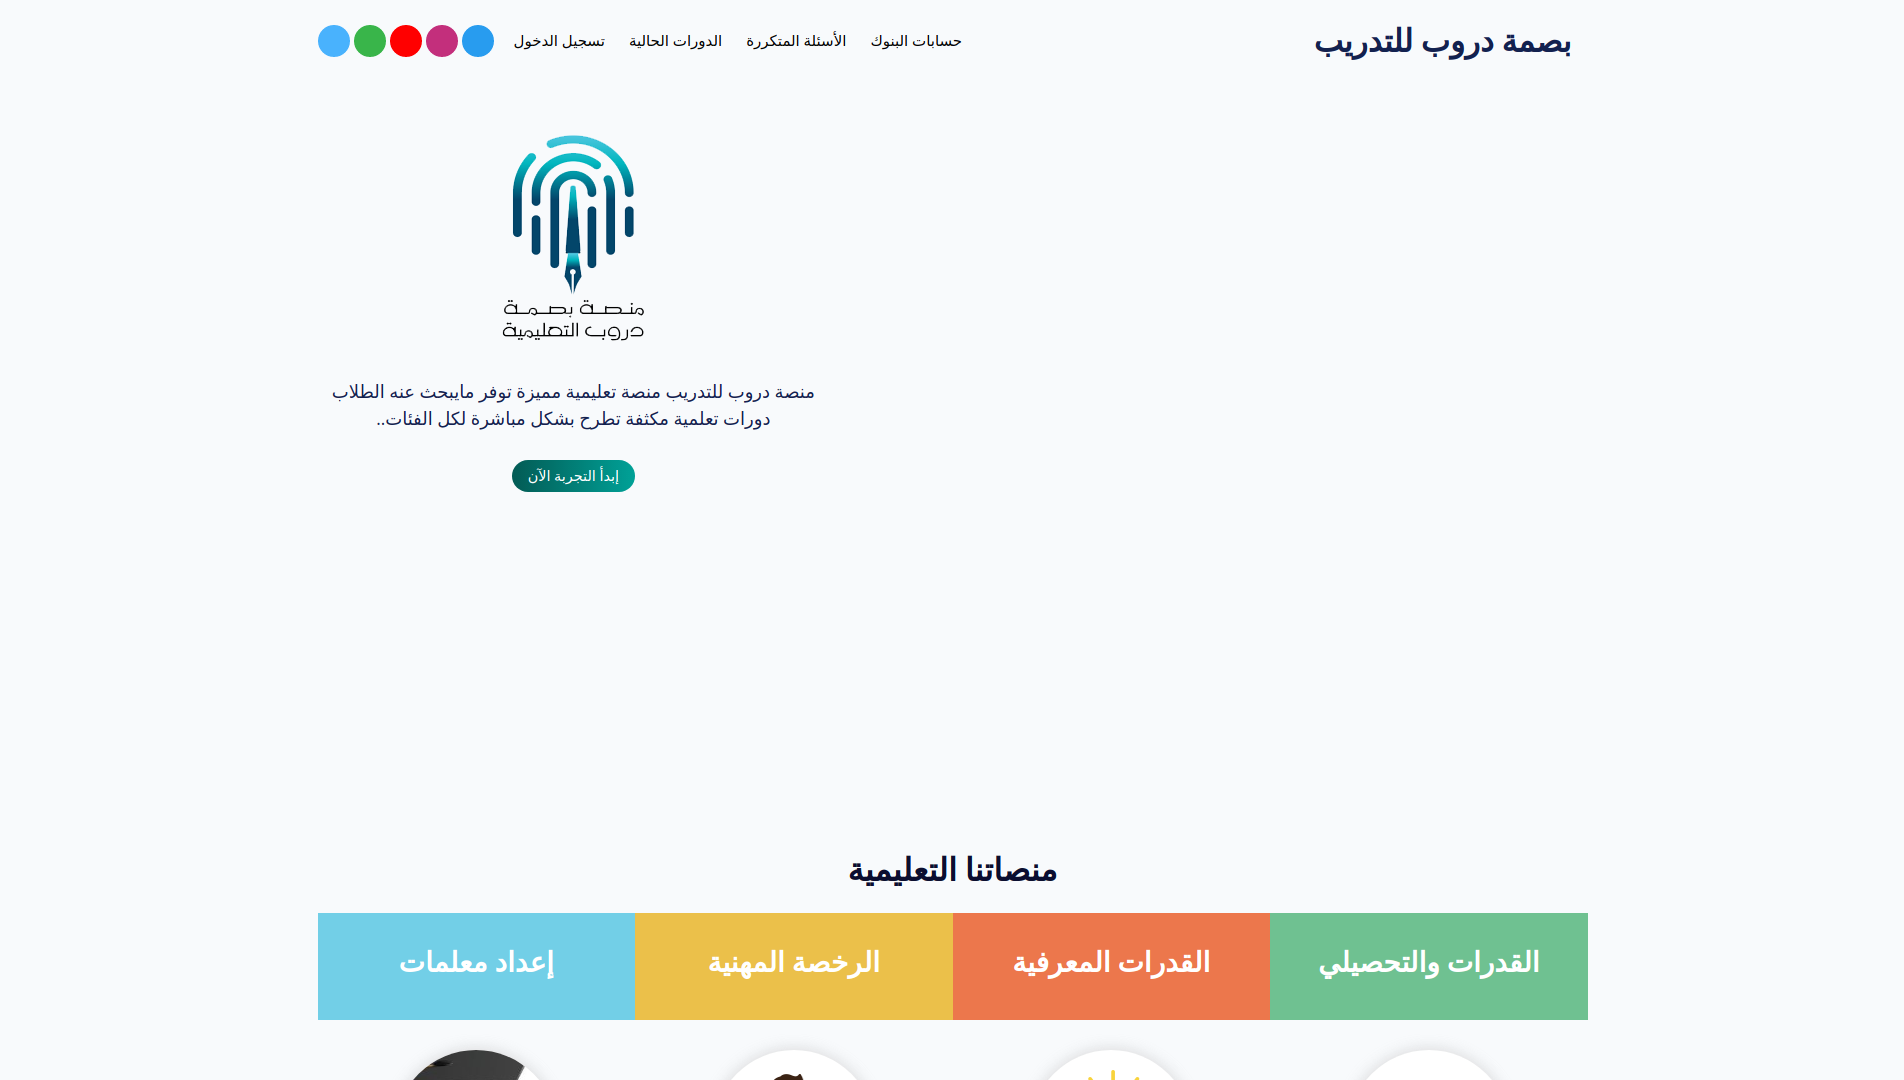 بصمة دروب للتدريب
حسابات البنوك
الأسئلة المتكررة
الدورات الحالية
تسجيل الدخول
منصة بصمة
دروب التعليمية
منصة دروب للتدريب منصة تعليمية مميزة توفر مايبحث عنه الطلاب
دورات تعلمية مكثفة تطرح بشكل مباشرة لكل الفئات..
إبدأ التجربة الآن
منصاتنا التعليمية
القدرات والتحصيلي
القدرات المعرفية
الرخصة المهنية
إعداد معلمات